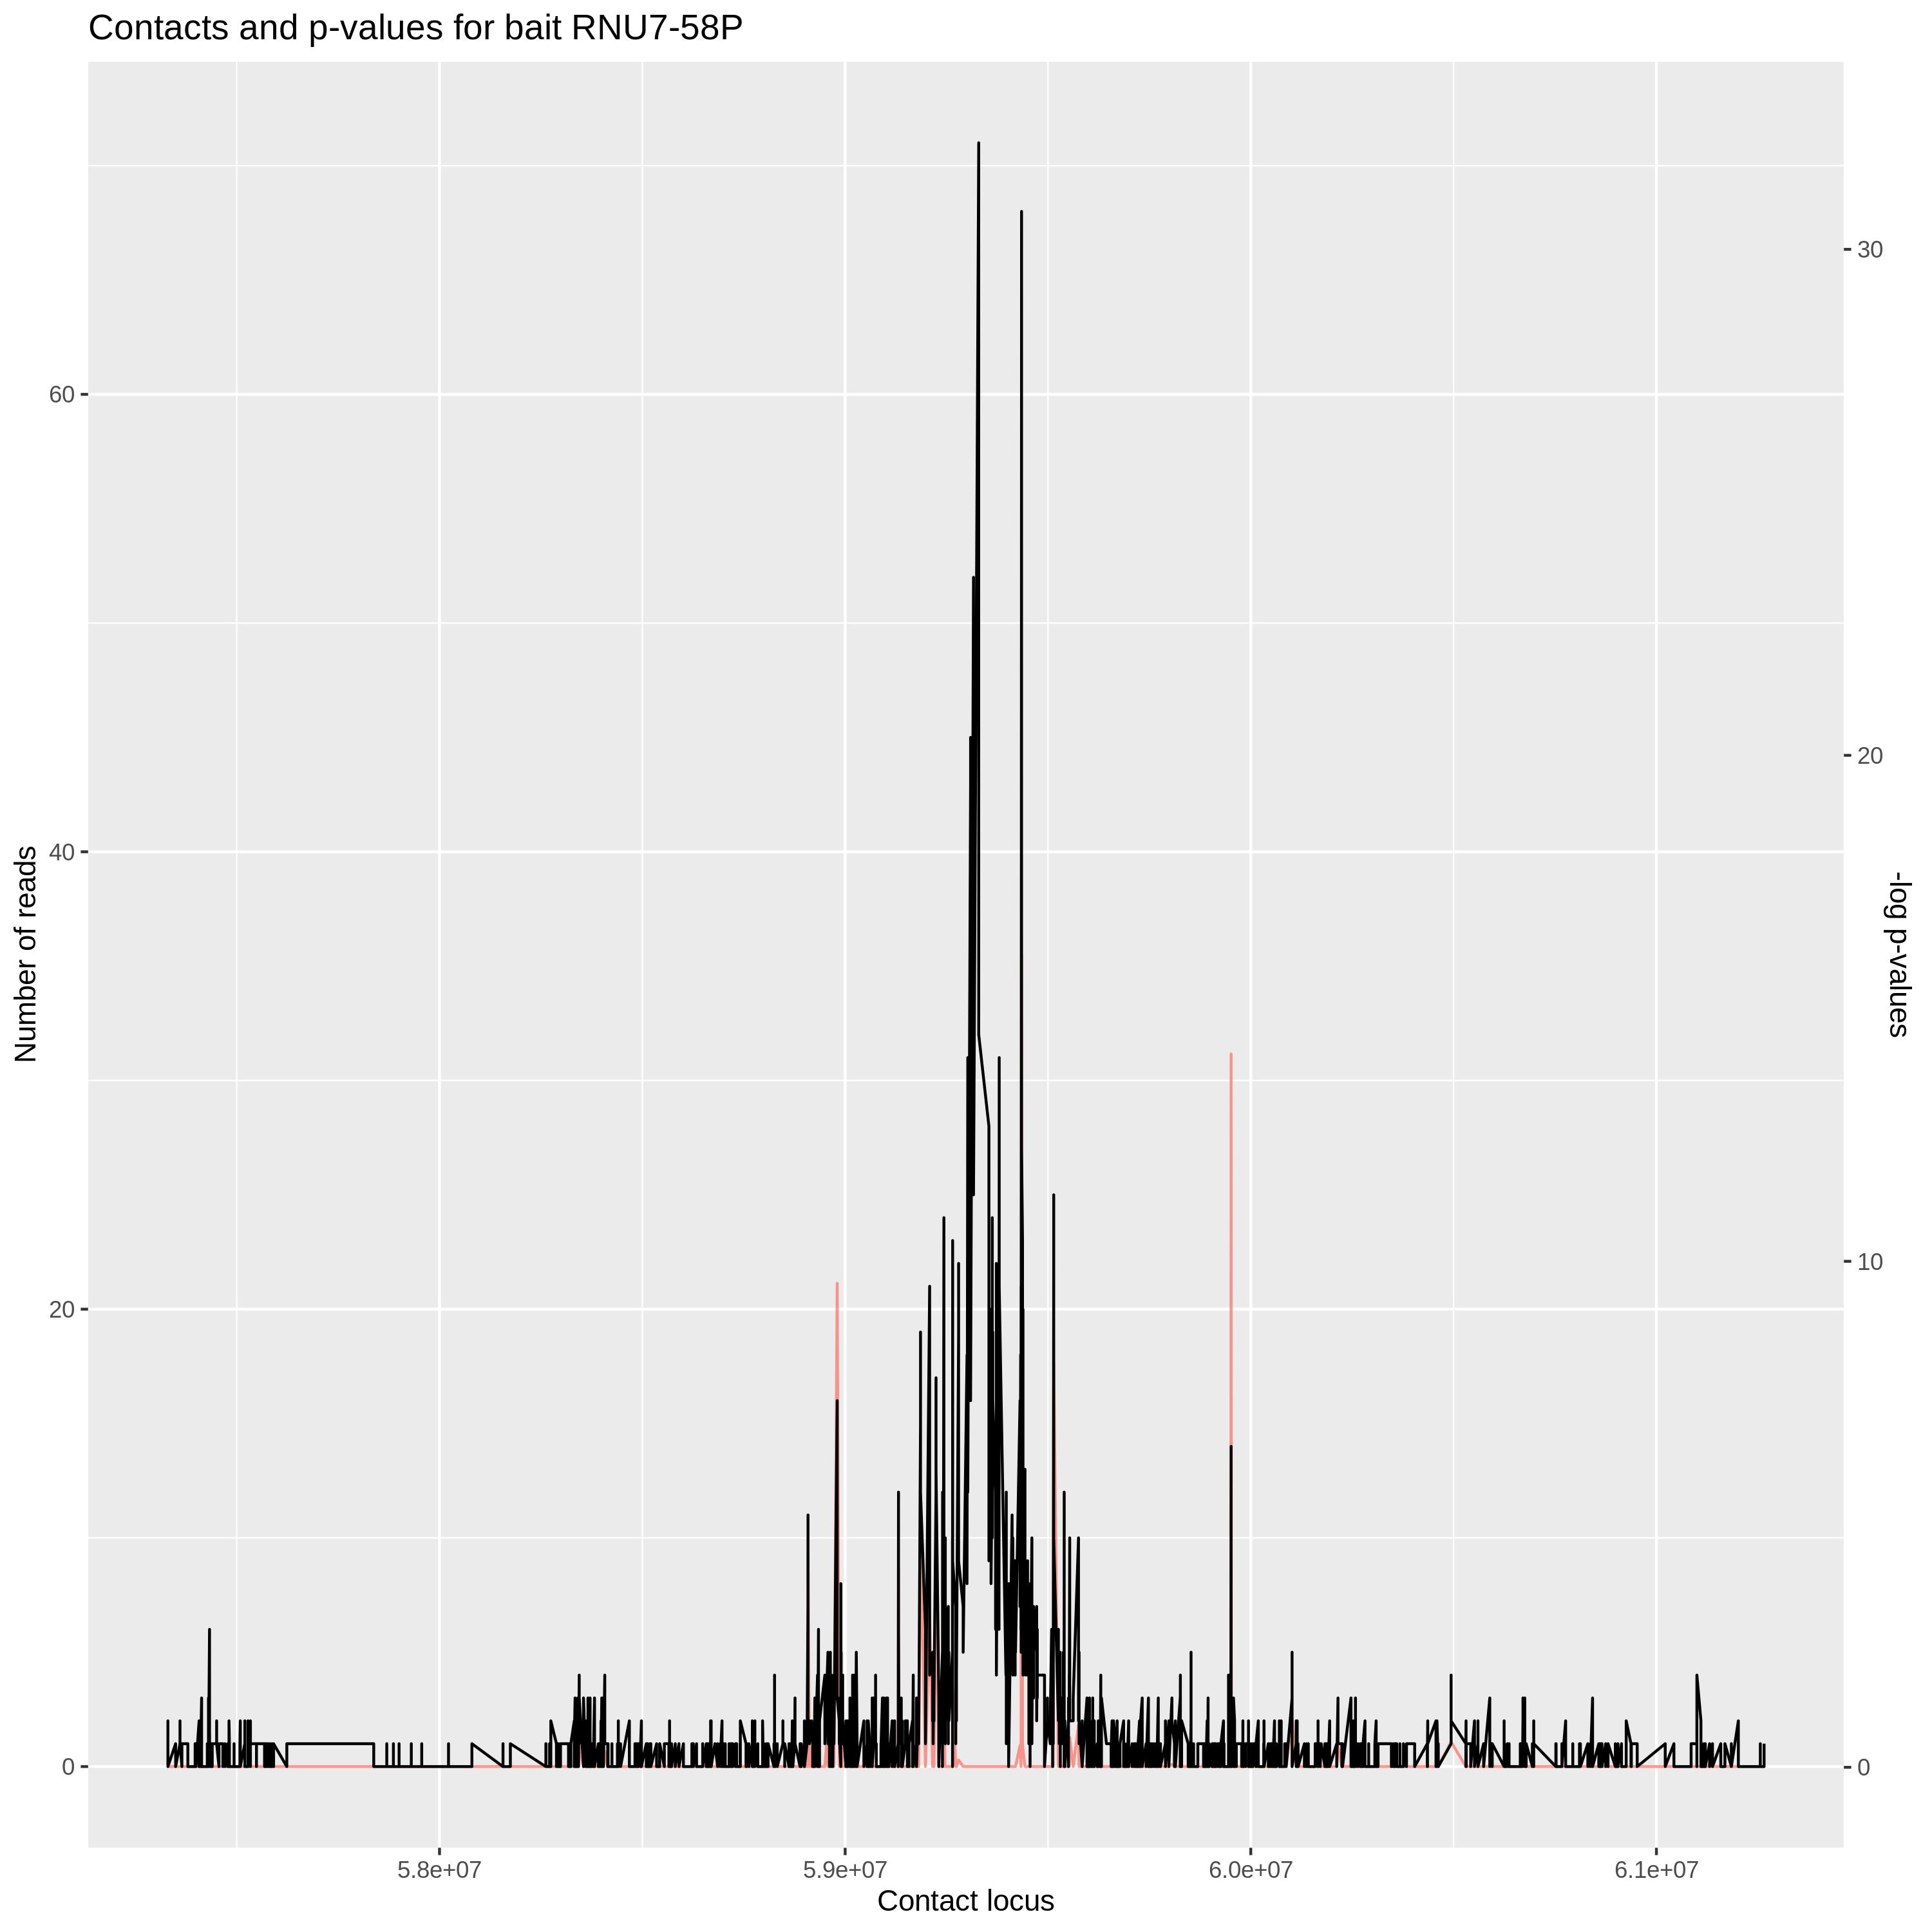 Contacts and p-values for bait RNU7-58P
60
40
20
0
Number of reads
30
20
10
0
-log p-values
5.8e+07
5.9e+07
6.0e+07
6.1e+07
Contact locus